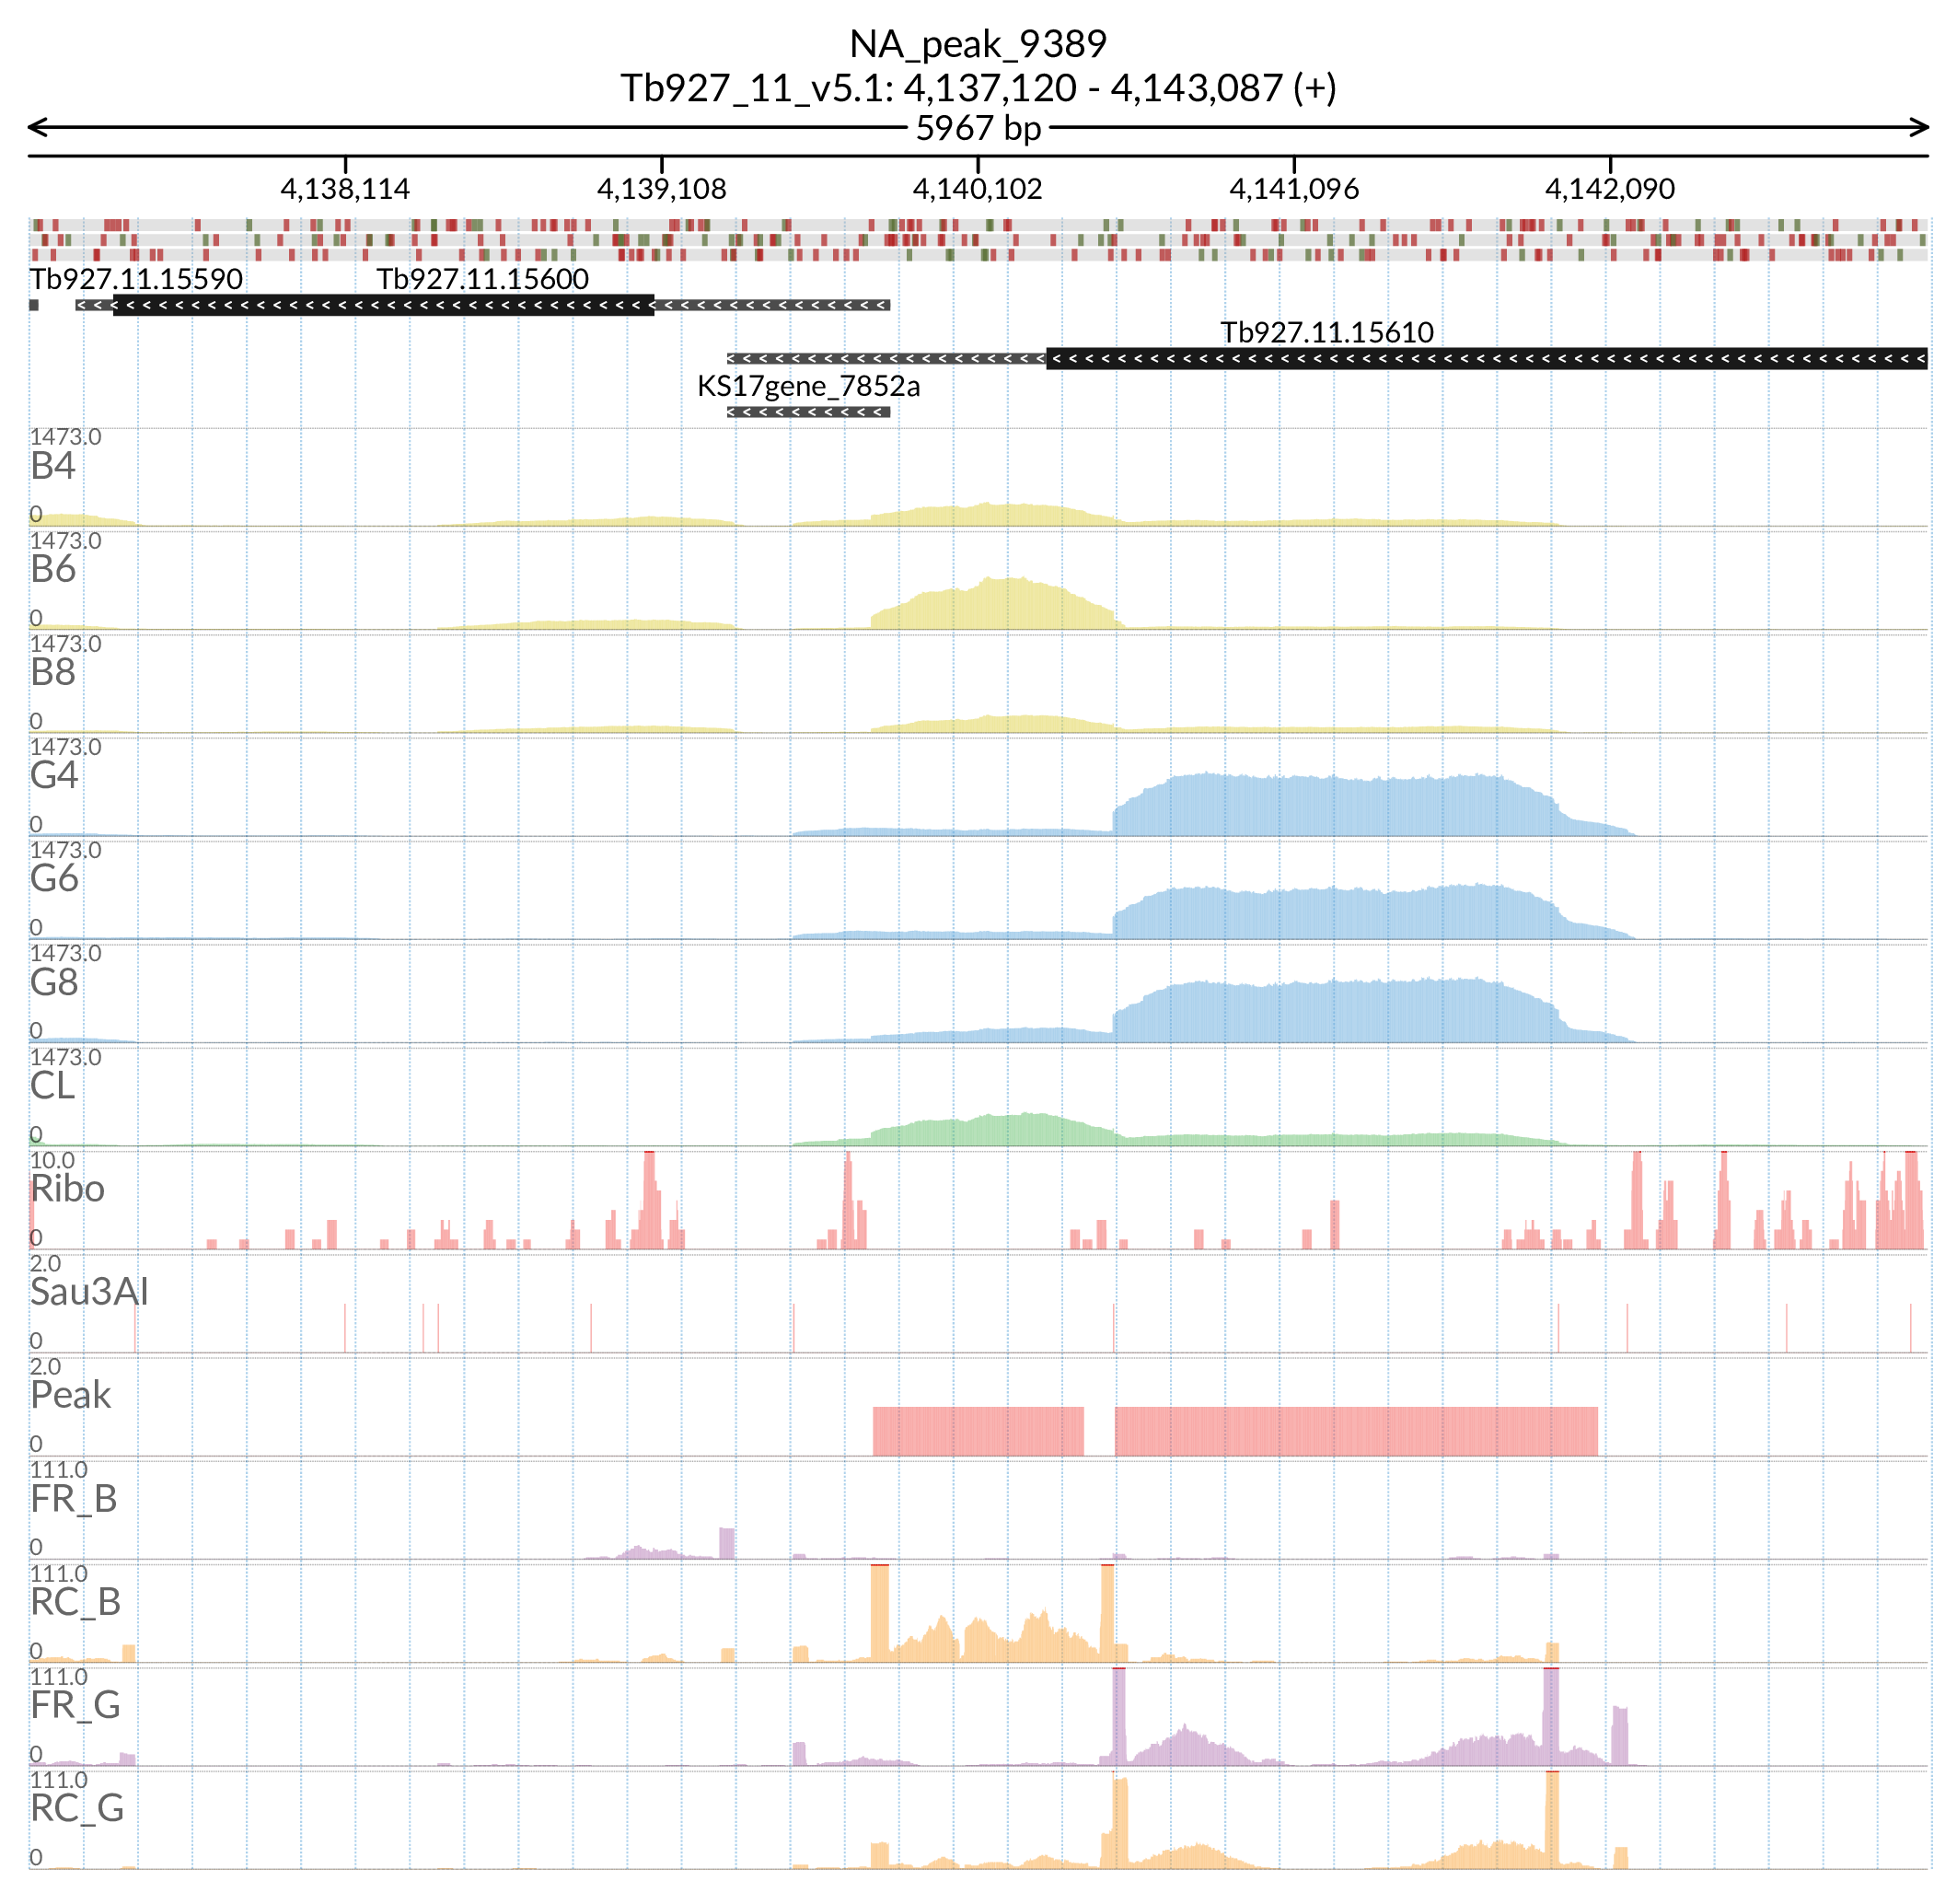 NA_peak_9389
Tb927_11_v5.1: 4,137,120 - 4,143,087 (+)
5967 bp
4,138,114 4,139,108 4,140,102 4,141,096 4,142,090
Tb927.11.15590 Tb927.11.15600
Tb927.11.15610
KS17gene_7852a
1473.0
B4
0
1473.0
B6
0
1473.0
B8
0
1473.0
G4
0
1473.0
G6
0
1473.0
G8
0
1473.0
CL
0
10.0
Ribo
0
2.0
Sau3AI
0
2.0
Peak
0
111.0
FR_B
0
111.0
RC_B
0
111.0
FR_G
0
111.0
RC_G
0